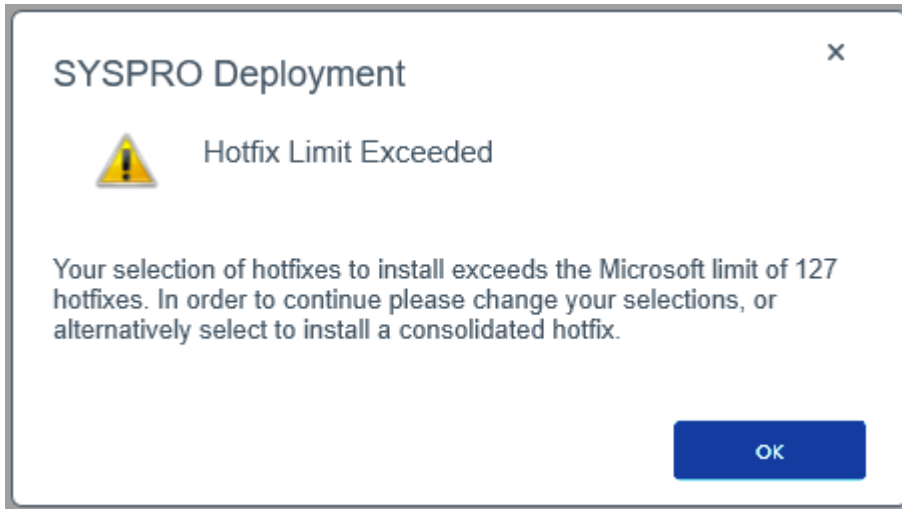 SYSPRO Deployment
Hotfix Limit Exceeded
Your selection of hotfixes to install exceeds the Microsoft limit of 127
hotfixes. In order to continue please change your selections, or
alternatively select to install a consolidated hotfix.
OK